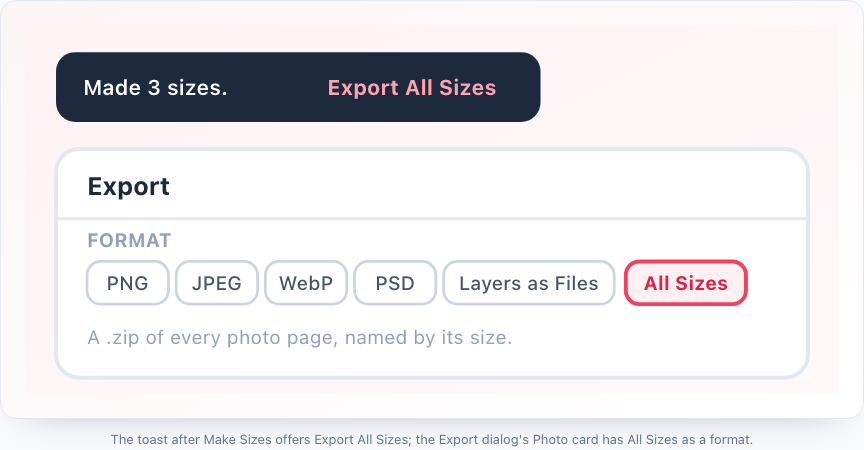 Made 3 sizes. Export All Sizes
Export
FORMAT
PNG JPEG WebP PSD Layers as Files All Sizes
A .zip of every photo page, named by its size.
The toast after Make Sizes offers Export All Sizes; the Export dialog's Photo card has All Sizes as a format.